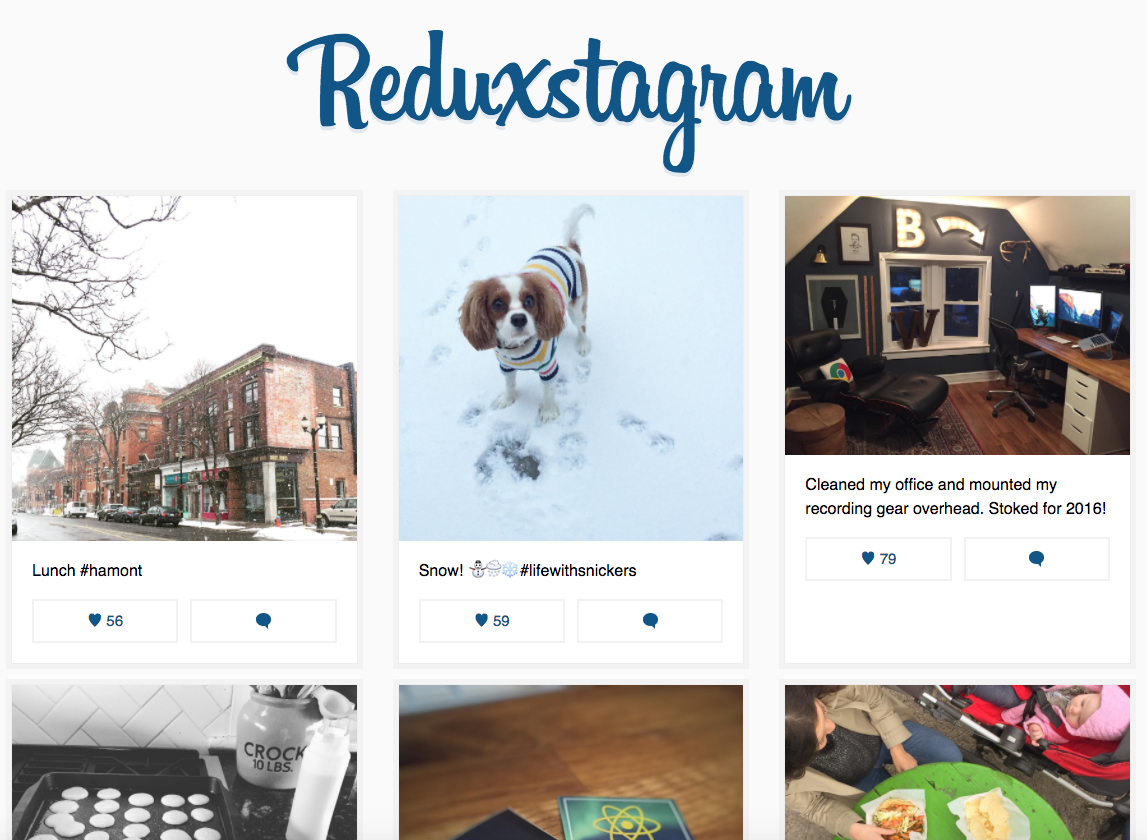 Reduxstagram
B
W
Lunch #hamont
56
Snow! ☃️🌨❄️#lifewithsnickers
59
Cleaned my office and mounted my
recording gear overhead. Stoked for 2016!
79
CROCK
10 LBS.